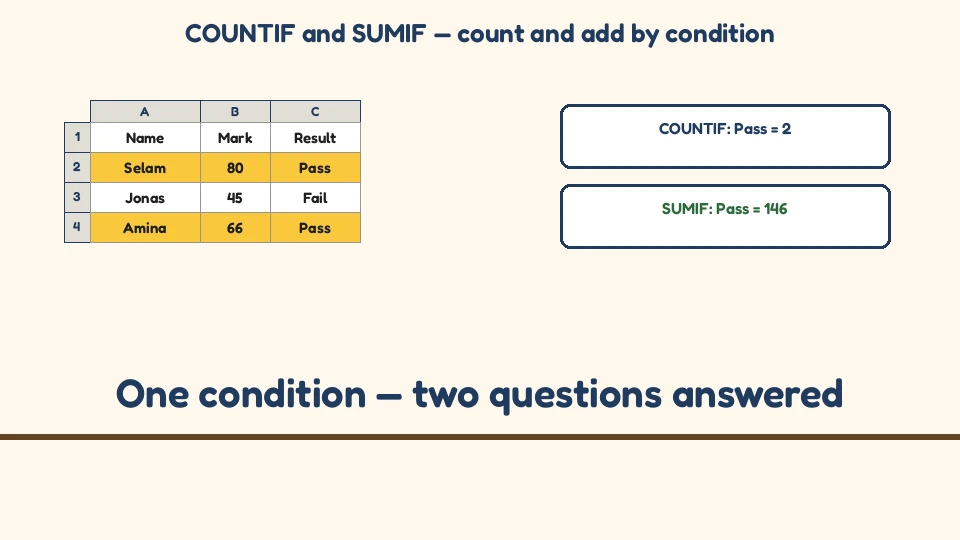 COUNTIF and SUMIF — count and add by condition
A B C
1 Name Mark Result
2 Selam 80 Pass
3 Jonas 45 Fail
4 Amina 66 Pass
COUNTIF: Pass = 2
SUMIF: Pass = 146
One condition — two questions answered